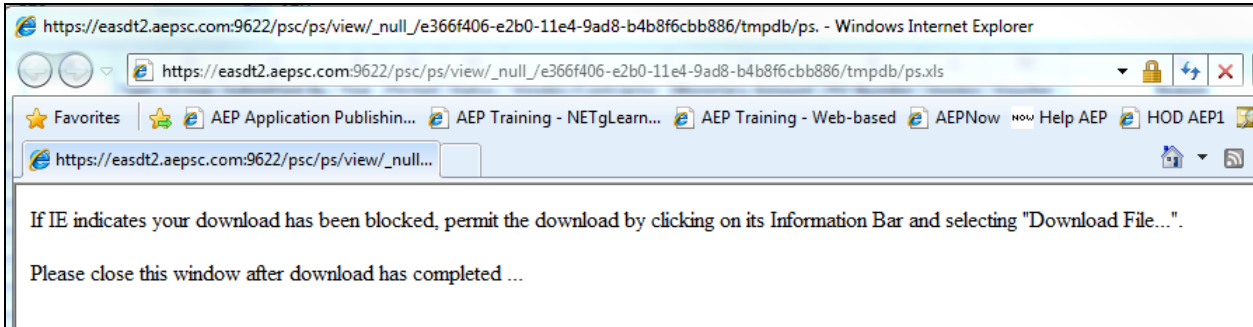 https://easdt2.aepsc.com:9622/psc/ps/view/_null_/e366f406-e2b0-11e4-9ad8-b4b8f6cbb886/tmpdb/ps. - Windows Internet Explorer
https://easdt2.aepsc.com:9622/psc/ps/view/_null_/e366f406-e2b0-11e4-9ad8-b4b8f6cbb886/tmpdb/ps.xls
Favorites AEP Application Publishin... AEP Training - NETgLearn... AEP Training - Web-based AEPNow NOW Help AEP HOD AEP1
https://easdt2.aepsc.com:9622/psc/ps/view/_null...
If IE indicates your download has been blocked, permit the download by clicking on its Information Bar and selecting "Download File...".
Please close this window after download has completed ...